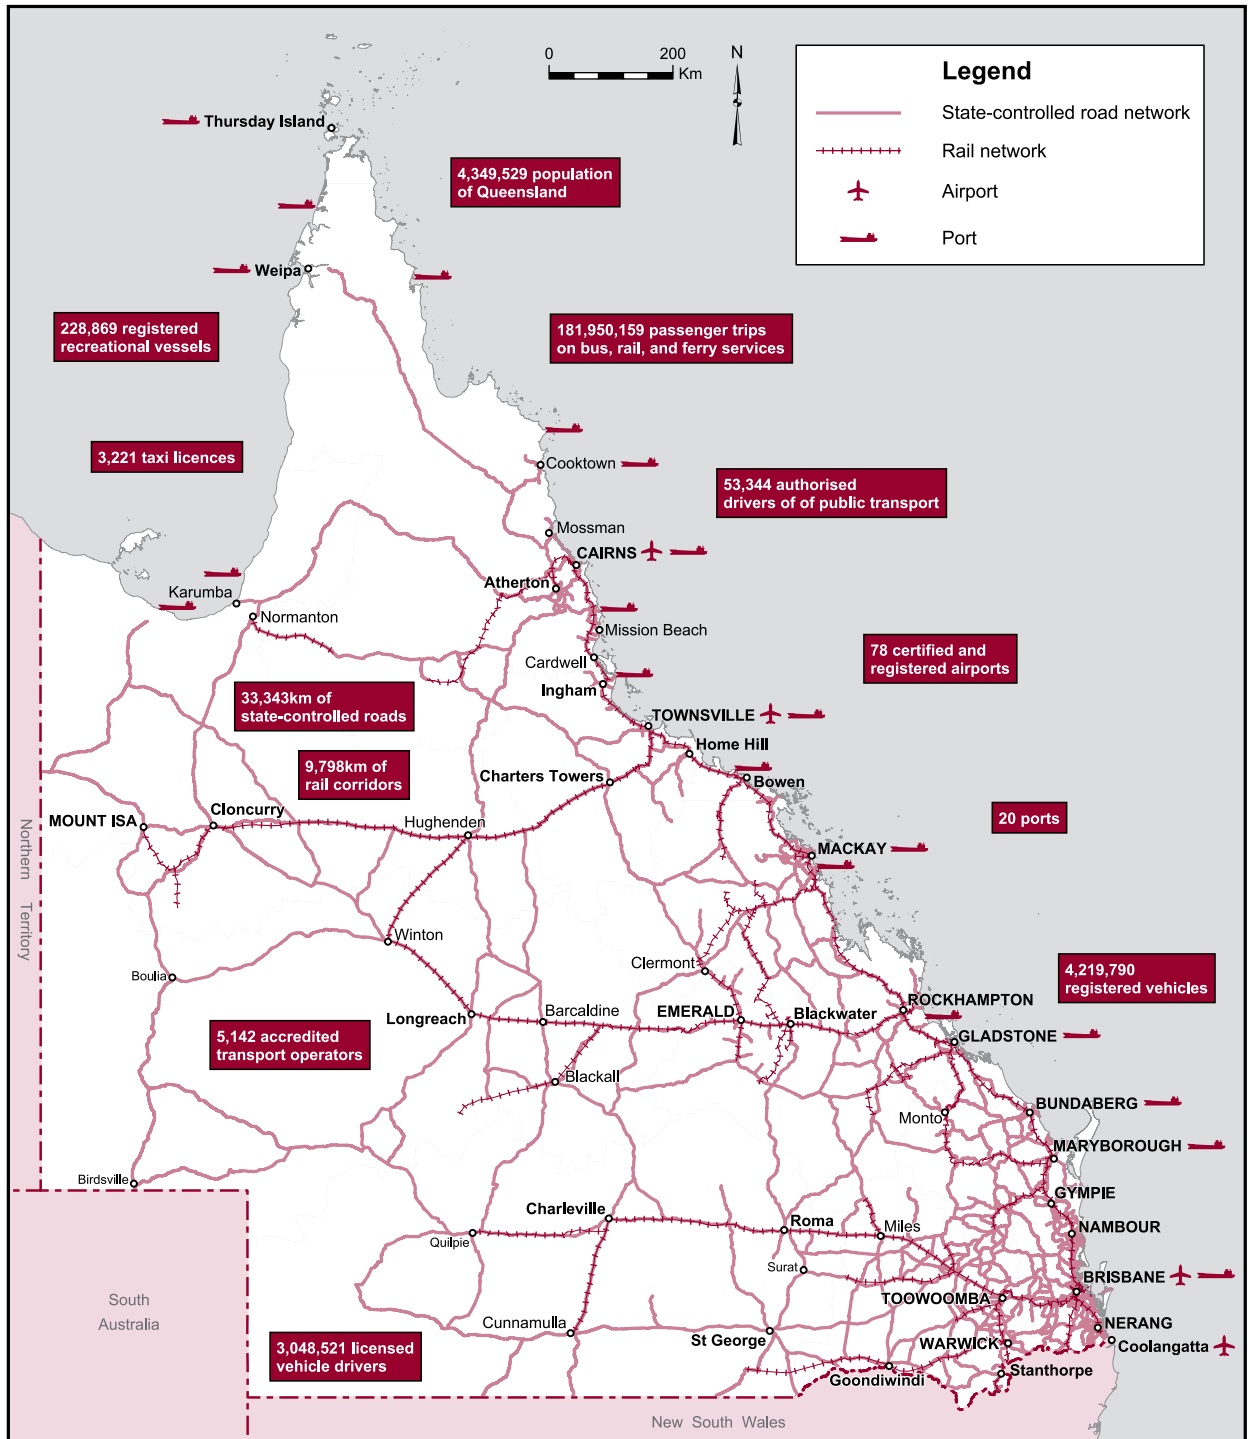 0 200
Km
N
Legend
State-controlled road network
Rail network
Airport
Port
Thursday Island
4,349,529 population
of Queensland
Weipa
228,869 registered
recreational vessels
181,950,159 passenger trips
on bus, rail, and ferry services
3,221 taxi licences
Cooktown
53,344 authorised
drivers of of public transport
Mossman
CAIRNS
Atherton
Karumba
Normanton
Mission Beach
78 certified and
registered airports
Cardwell
Ingham
33,343km of
state-controlled roads
TOWNSVILLE
Home Hill
9,798km of
rail corridors
Charters Towers
Bowen
MOUNT ISA
Cloncurry
Hughenden
20 ports
MACKAY
Northern Territory
Winton
Clermont
Boulia
4,219,790
registered vehicles
ROCKHAMPTON
Longreach
Barcaldine
EMERALD
Blackwater
5,142 accredited
transport operators
GLADSTONE
Blackall
Monto
BUNDABERG
MARYBOROUGH
Birdsville
GYMPIE
Charleville
Roma
Miles
NAMBOUR
Quilpie
Surat
BRISBANE
South
Australia
TOOWOOMBA
Cunnamulla
St George
NERANG
WARWICK
Coolangatta
3,048,521 licensed
vehicle drivers
Goondiwindi
Stanthorpe
New South Wales